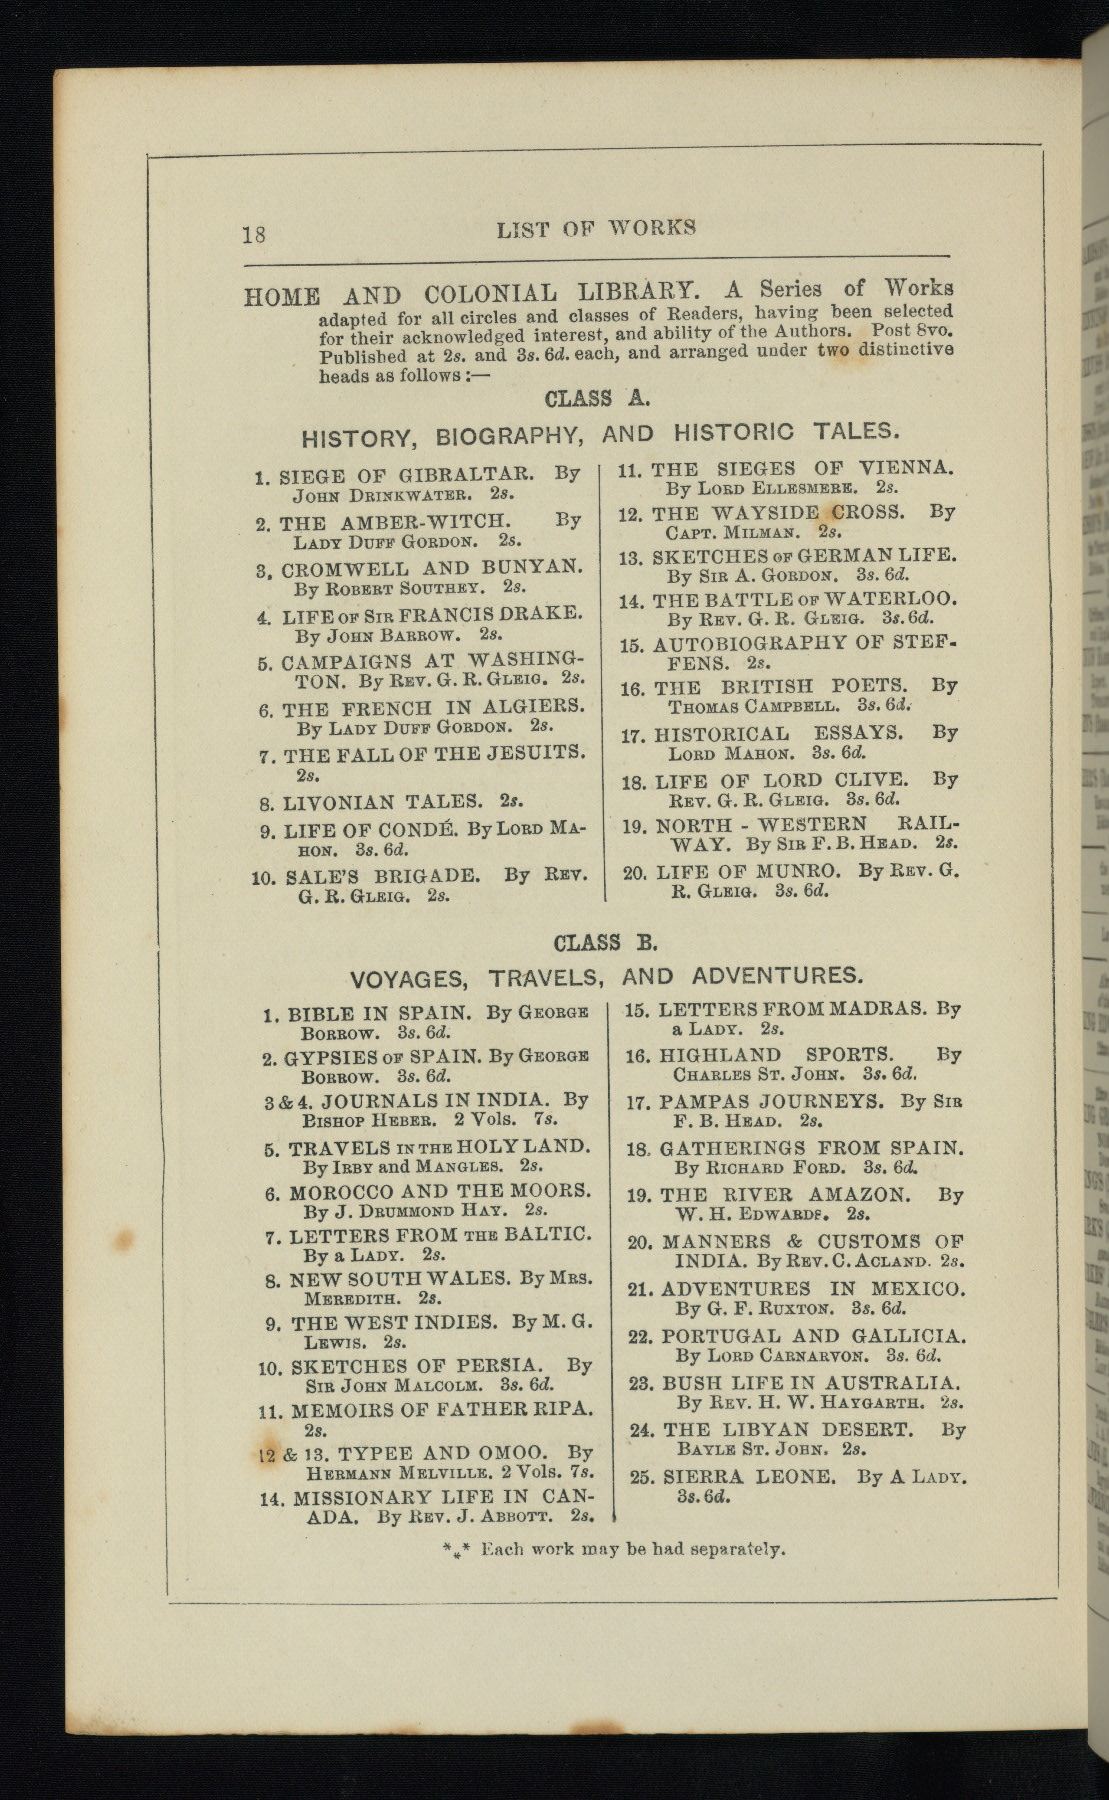 18
LIST OF WORKS
HOME AND COLONIAL LIBRARY. A Series of Works
adapted for all circles and classes of Readers, having been selected
for their acknowledged interest, and ability of the Authors. Post 8vo.
Published at 2s. and 3s. 6d. each, and arranged under two distinctive
heads as follows :—
CLASS A.
HISTORY, BIOGRAPHY, AND HISTORIC TALES.
1. SIEGE OF GIBRALTAR. By
JOHN DRINKWATER. 2s.
2. THE AMBER-WITCH. By
LADY DUFF GORDON. 2s.
3. CROMWELL AND BUNYAN.
By ROBERT SOUTHEY. 2s.
4. LIFE OF SIR FRANCIS DRAKE.
By JOHN BARROW. 2s.
5. CAMPAIGNS AT WASHING-
TON. By REV. G. R. GLEIG. 2s.
6. THE FRENCH IN ALGIERS.
By LADY DUFF GORDON. 2s.
7. THE FALL OF THE JESUITS.
2s.
8. LIVONIAN TALES. 2s.
9. LIFE OF CONDÉ. By LORD MA-
HON. 3s. 6d.
10. SALE'S BRIGADE. By REV.
G. R. GLEIG. 2s.
11. THE SIEGES OF VIENNA.
By LORD ELLESMERE. 2s.
12. THE WAYSIDE CROSS. By
CAPT. MILMAN. 2s.
13. SKETCHES OF GERMAN LIFE.
By SIR A. GORDON. 3s. 6d.
14. THE BATTLE OF WATERLOO.
By REV. G. R. GLEIG. 3s. 6d.
15. AUTOBIOGRAPHY OF STEF-
FENS. 2s.
16. THE BRITISH POETS. By
THOMAS CAMPBELL. 3s. 6d.
17. HISTORICAL ESSAYS. By
LORD MAHON. 3s. 6d.
18. LIFE OF LORD CLIVE. By
REV. G. R. GLEIG. 3s. 6d.
19. NORTH - WESTERN RAIL-
WAY. By SIR F. B. HEAD. 2s.
20. LIFE OF MUNRO. By REV. G.
R. GLEIG. 3s. 6d.
CLASS B.
VOYAGES, TRAVELS, AND ADVENTURES.
1. BIBLE IN SPAIN. By GEORGE
BORROW. 3s. 6d.
2. GYPSIES OF SPAIN. By GEORGE
BORROW. 3s. 6d.
3 & 4. JOURNALS IN INDIA. By
BISHOP HEBER. 2 Vols. 7s.
5. TRAVELS IN THE HOLY LAND.
By IRBY and MANGLES. 2s.
6. MOROCCO AND THE MOORS.
By J. DRUMMOND HAY. 2s.
7. LETTERS FROM THE BALTIC.
By a LADY. 2s.
8. NEW SOUTH WALES. By MRS.
MEREDITH. 2s.
9. THE WEST INDIES. By M. G.
LEWIS. 2s.
10. SKETCHES OF PERSIA. By
SIR JOHN MALCOLM. 3s. 6d.
11. MEMOIRS OF FATHER RIPA.
2s.
12 & 13. TYPEE AND OMOO. By
HERMANN MELVILLE. 2 Vols. 7s.
14. MISSIONARY LIFE IN CAN-
ADA. By REV. J. ABBOTT. 2s.
15. LETTERS FROM MADRAS. By
a LADY. 2s.
16. HIGHLAND SPORTS. By
CHARLES ST. JOHN. 3s. 6d.
17. PAMPAS JOURNEYS. By SIR
F. B. HEAD. 2s.
18. GATHERINGS FROM SPAIN.
By RICHARD FORD. 3s. 6d.
19. THE RIVER AMAZON. By
W. H. EDWARDS. 2s.
20. MANNERS & CUSTOMS OF
INDIA. By REV. C. ACLAND. 2s.
21. ADVENTURES IN MEXICO.
By G. F. RUXTON. 3s. 6d.
22. PORTUGAL AND GALLICIA.
By LORD CARNARVON. 3s. 6d.
23. BUSH LIFE IN AUSTRALIA.
By REV. H. W. HAYGARTH. 2s.
24. THE LIBYAN DESERT. By
BAYLE ST. JOHN. 2s.
25. SIERRA LEONE. By A LADY.
3s. 6d.
*** Each work may be had separately.